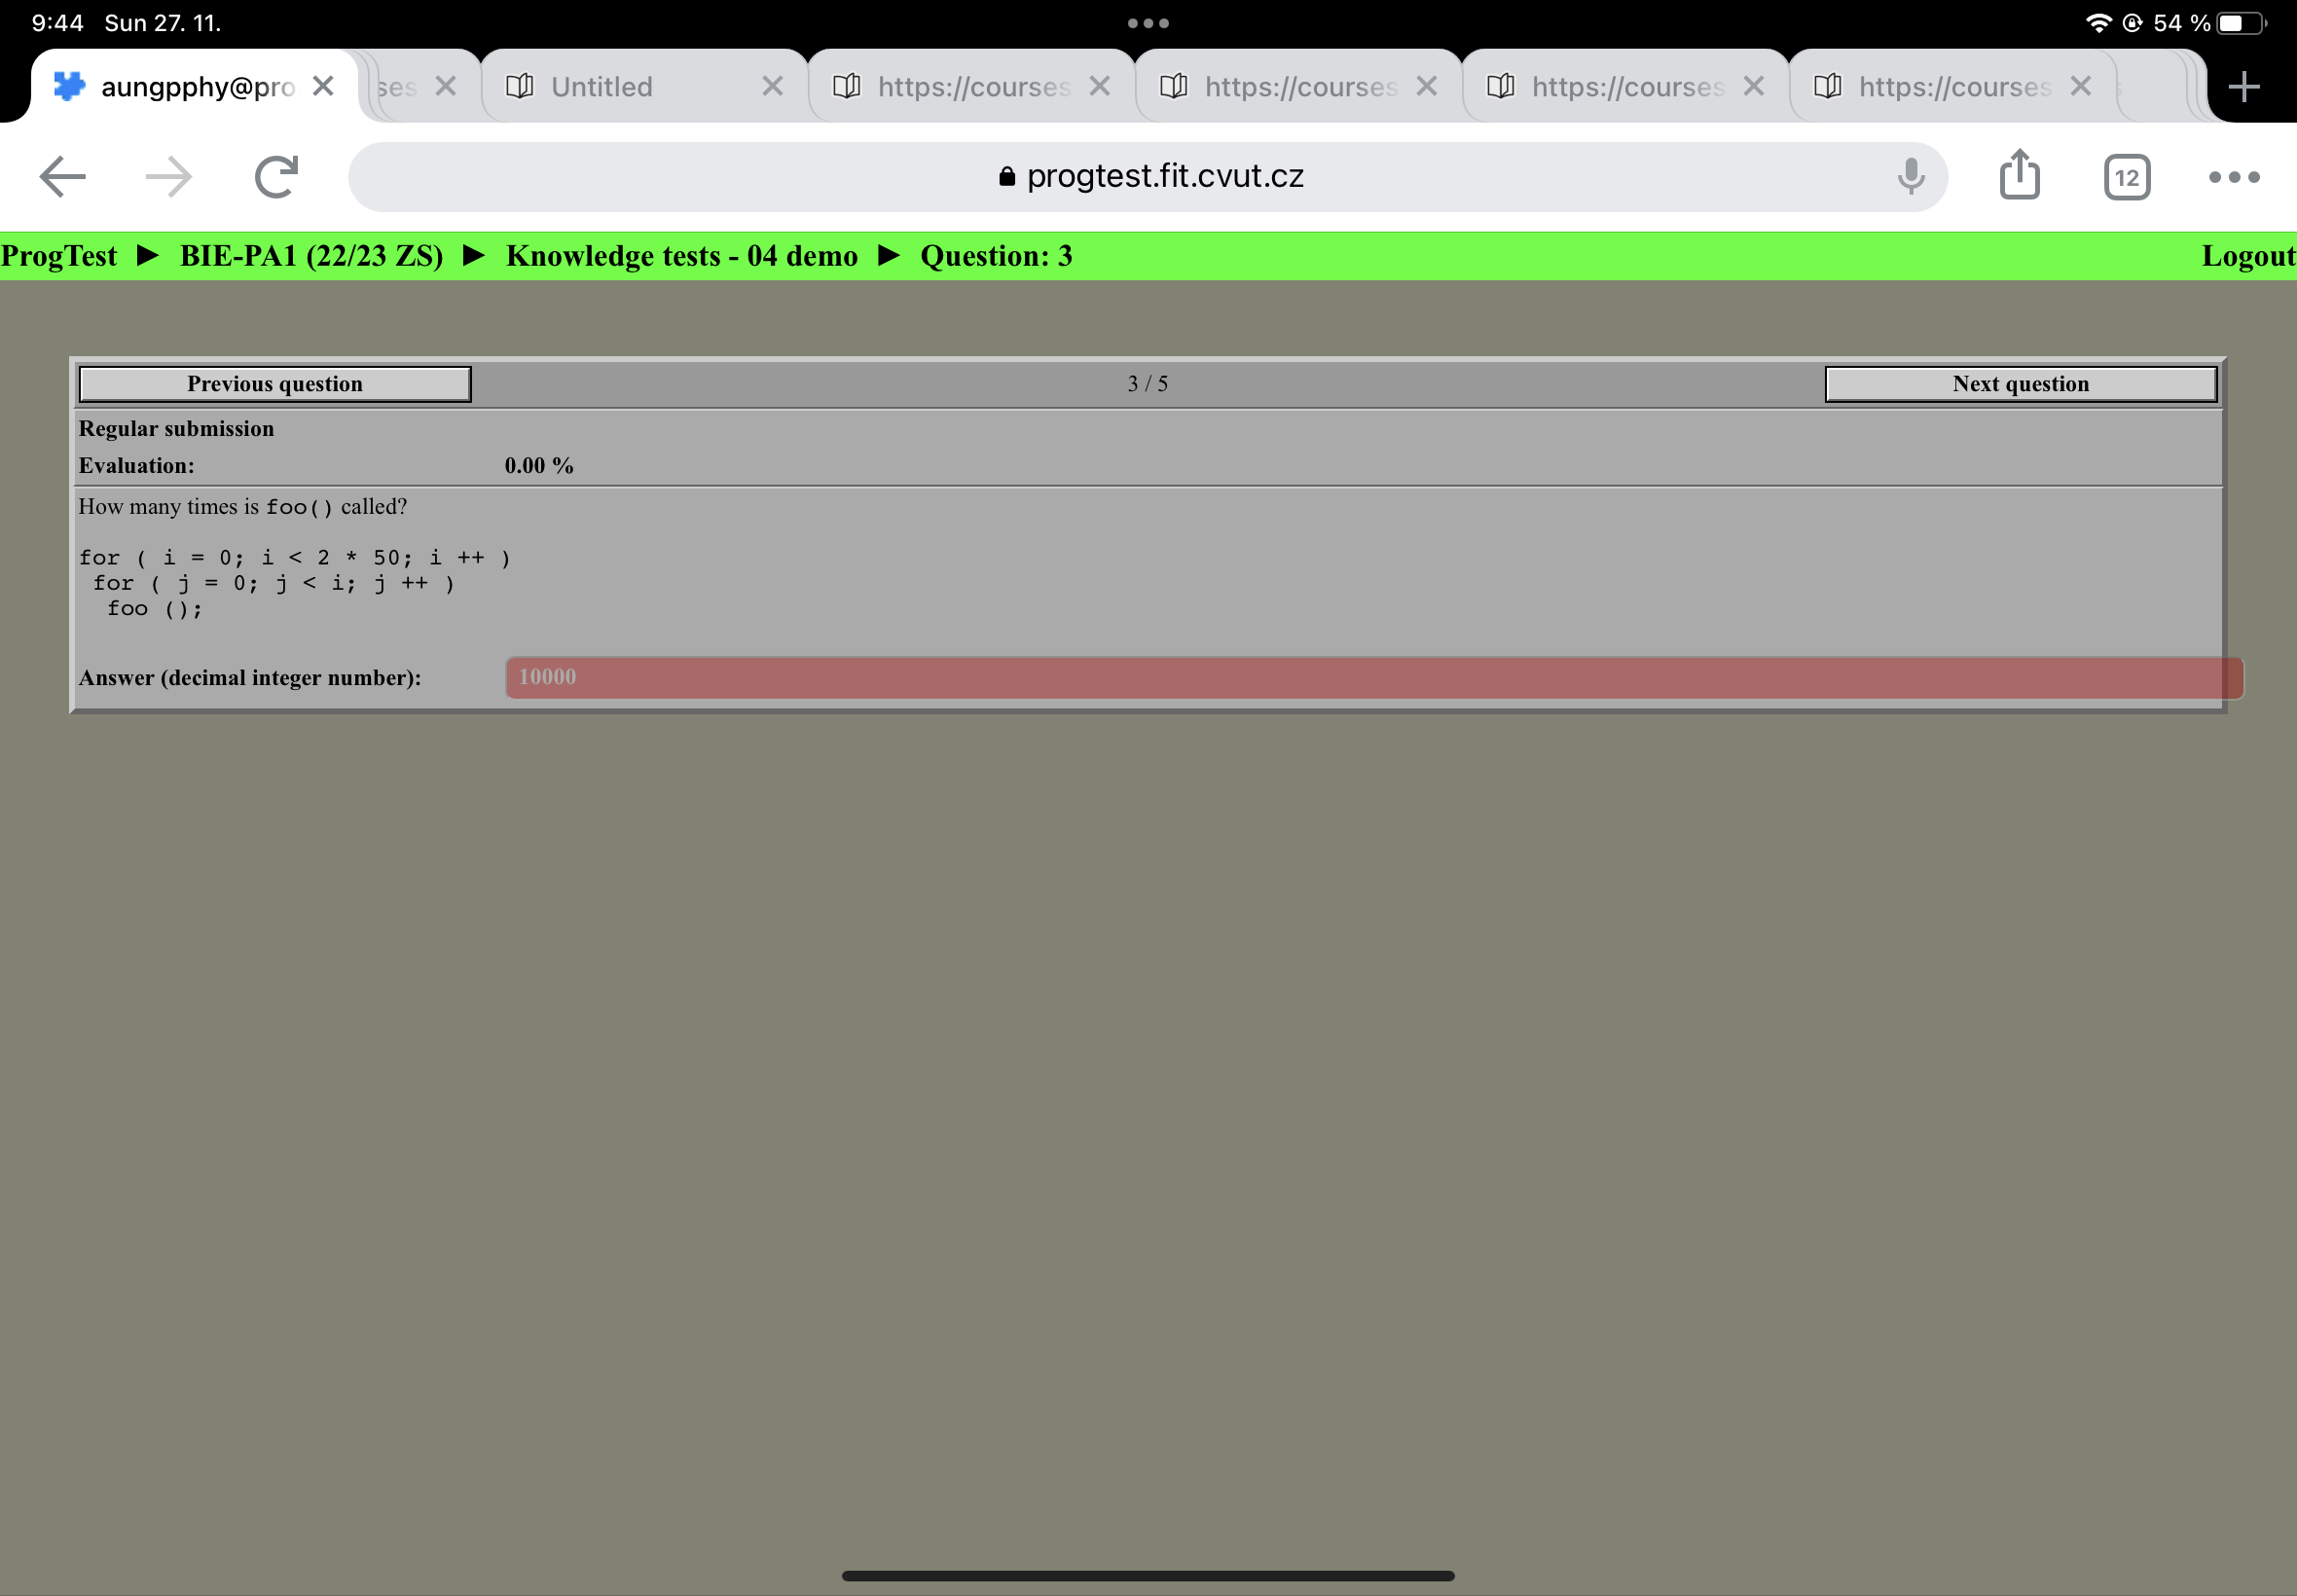 9:44 Sun 27. 11.
54 %
aungpphy@pro
ses
Untitled
https://courses
https://courses
https://courses
https://courses
progtest.fit.cvut.cz
12
ProgTest ► BIE-PA1 (22/23 ZS) ► Knowledge tests - 04 demo ► Question: 3
Logout
Previous question
3 / 5
Next question
Regular submission
Evaluation: 0.00 %
How many times is foo() called?
for ( i = 0; i < 2 * 50; i ++ )
for ( j = 0; j < i; j ++ )
foo ();
Answer (decimal integer number): 10000